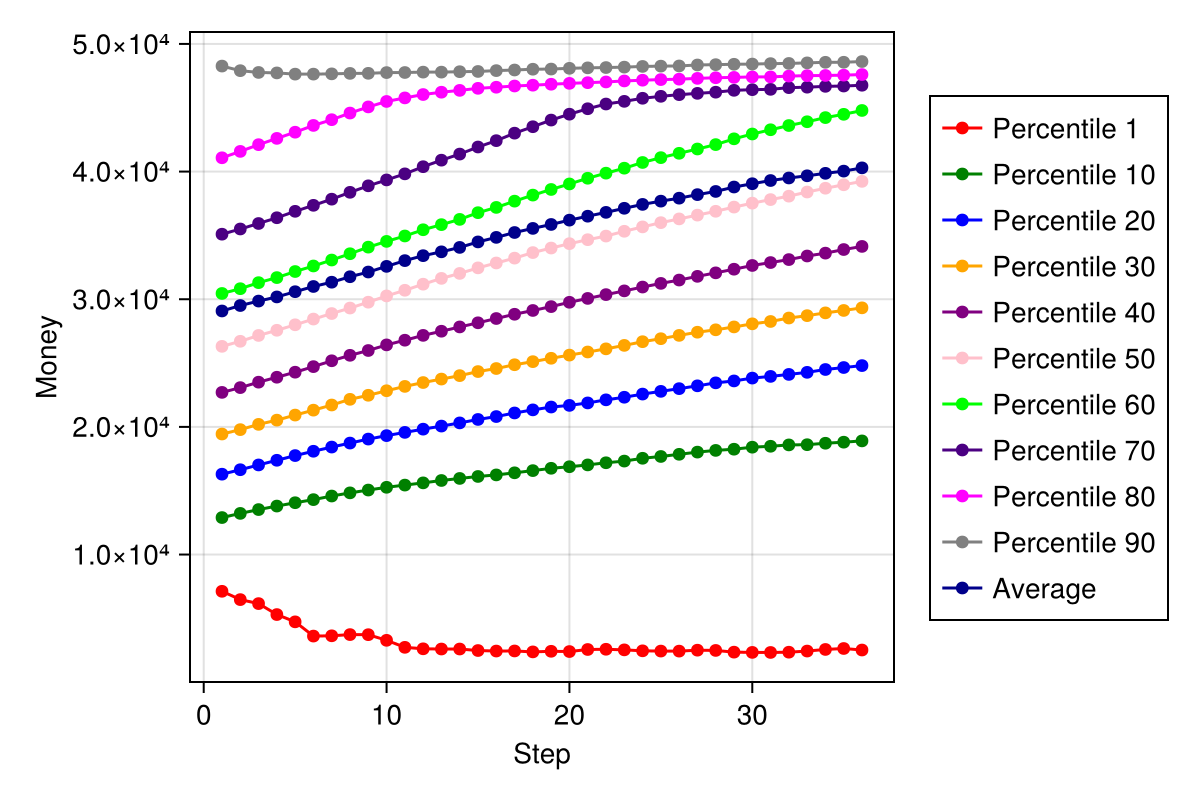 5.0×10⁴
4.0×10⁴
3.0×10⁴
2.0×10⁴
1.0×10⁴
Money
0 10 20 30
Step
Percentile 1
Percentile 10
Percentile 20
Percentile 30
Percentile 40
Percentile 50
Percentile 60
Percentile 70
Percentile 80
Percentile 90
Average